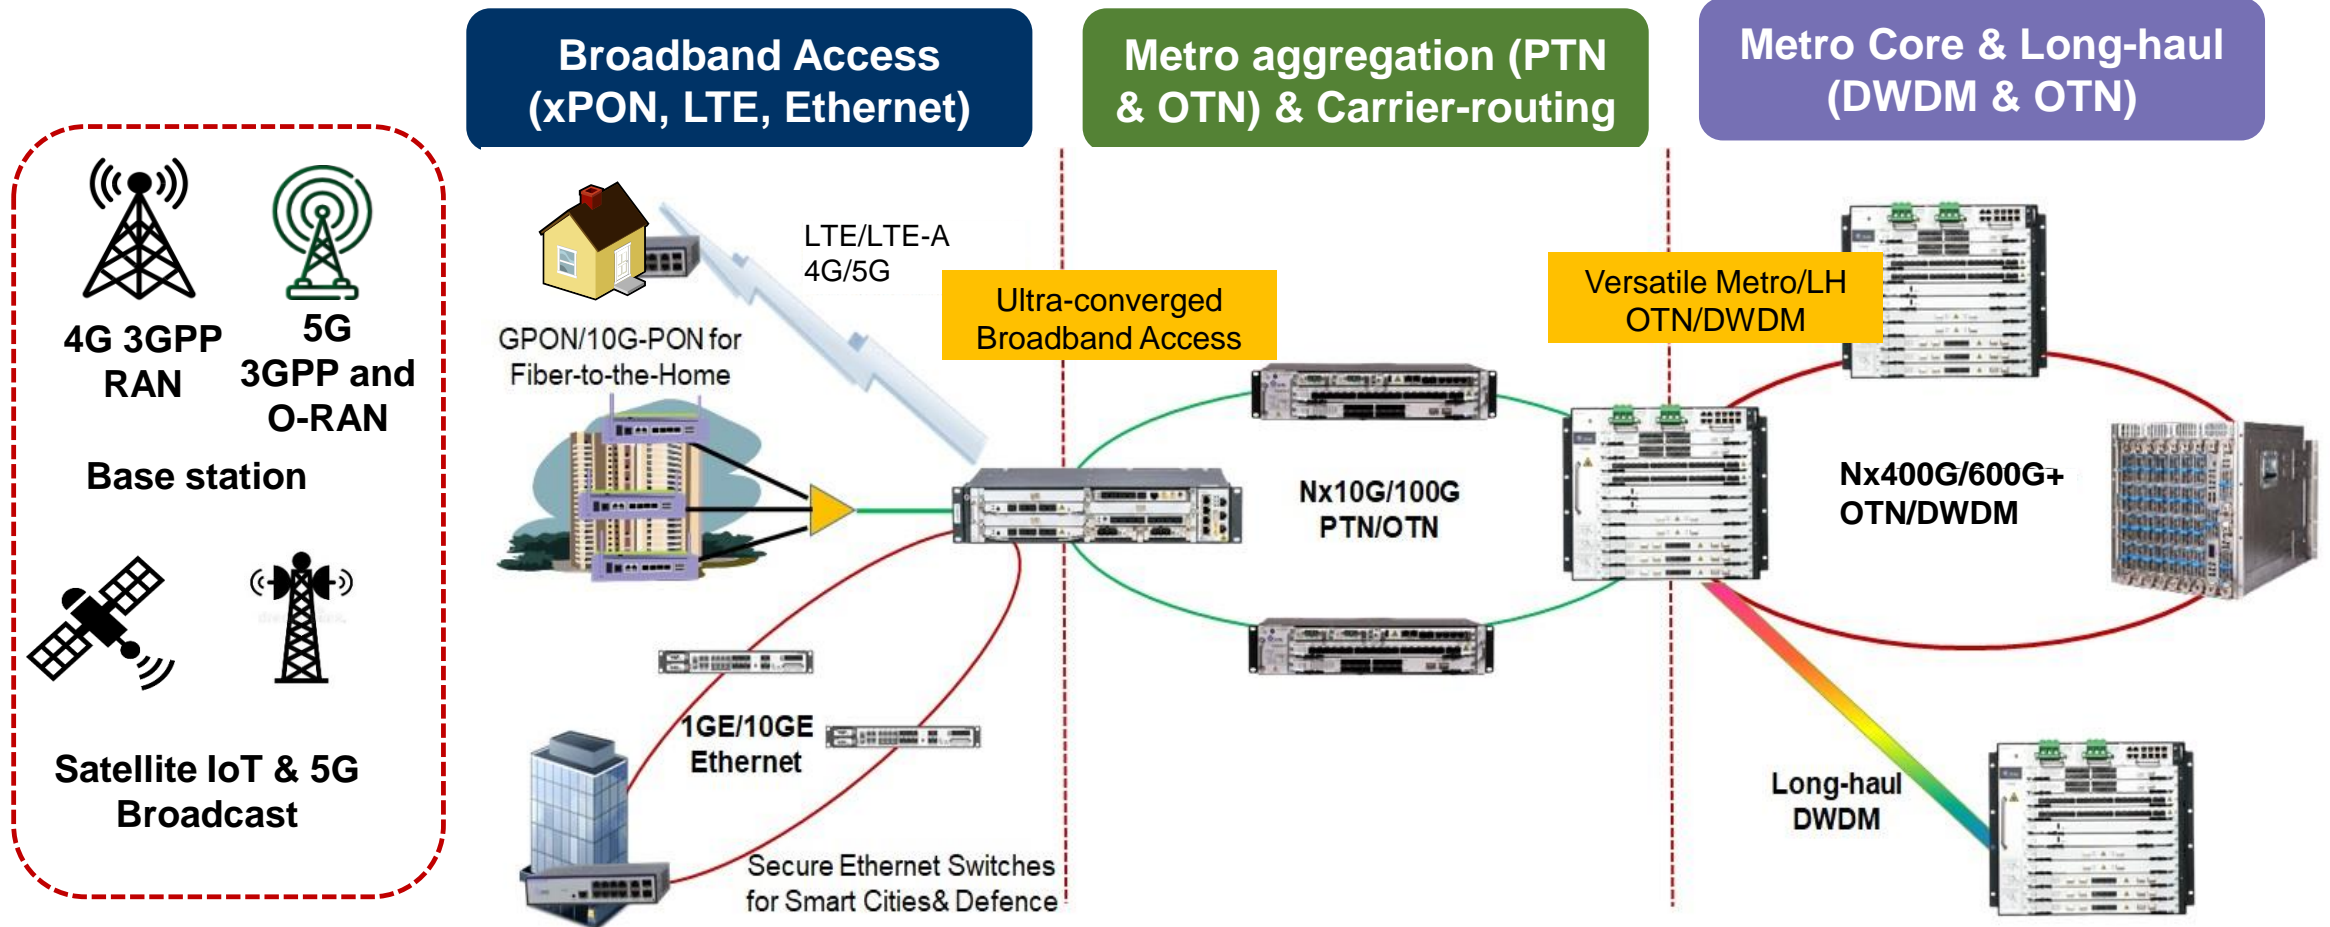 Broadband Access
(xPON, LTE, Ethernet)
Metro aggregation (PTN
& OTN) & Carrier-routing
Metro Core & Long-haul
(DWDM & OTN)
4G 3GPP
RAN
5G
3GPP and
O-RAN
Base station
Satellite IoT & 5G
Broadcast
LTE/LTE-A
4G/5G
GPON/10G-PON for
Fiber-to-the-Home
Ultra-converged
Broadband Access
1GE/10GE
Ethernet
Secure Ethernet Switches
for Smart Cities& Defence
Nx10G/100G
PTN/OTN
Versatile Metro/LH
OTN/DWDM
Nx400G/600G+
OTN/DWDM
Long-haul
DWDM